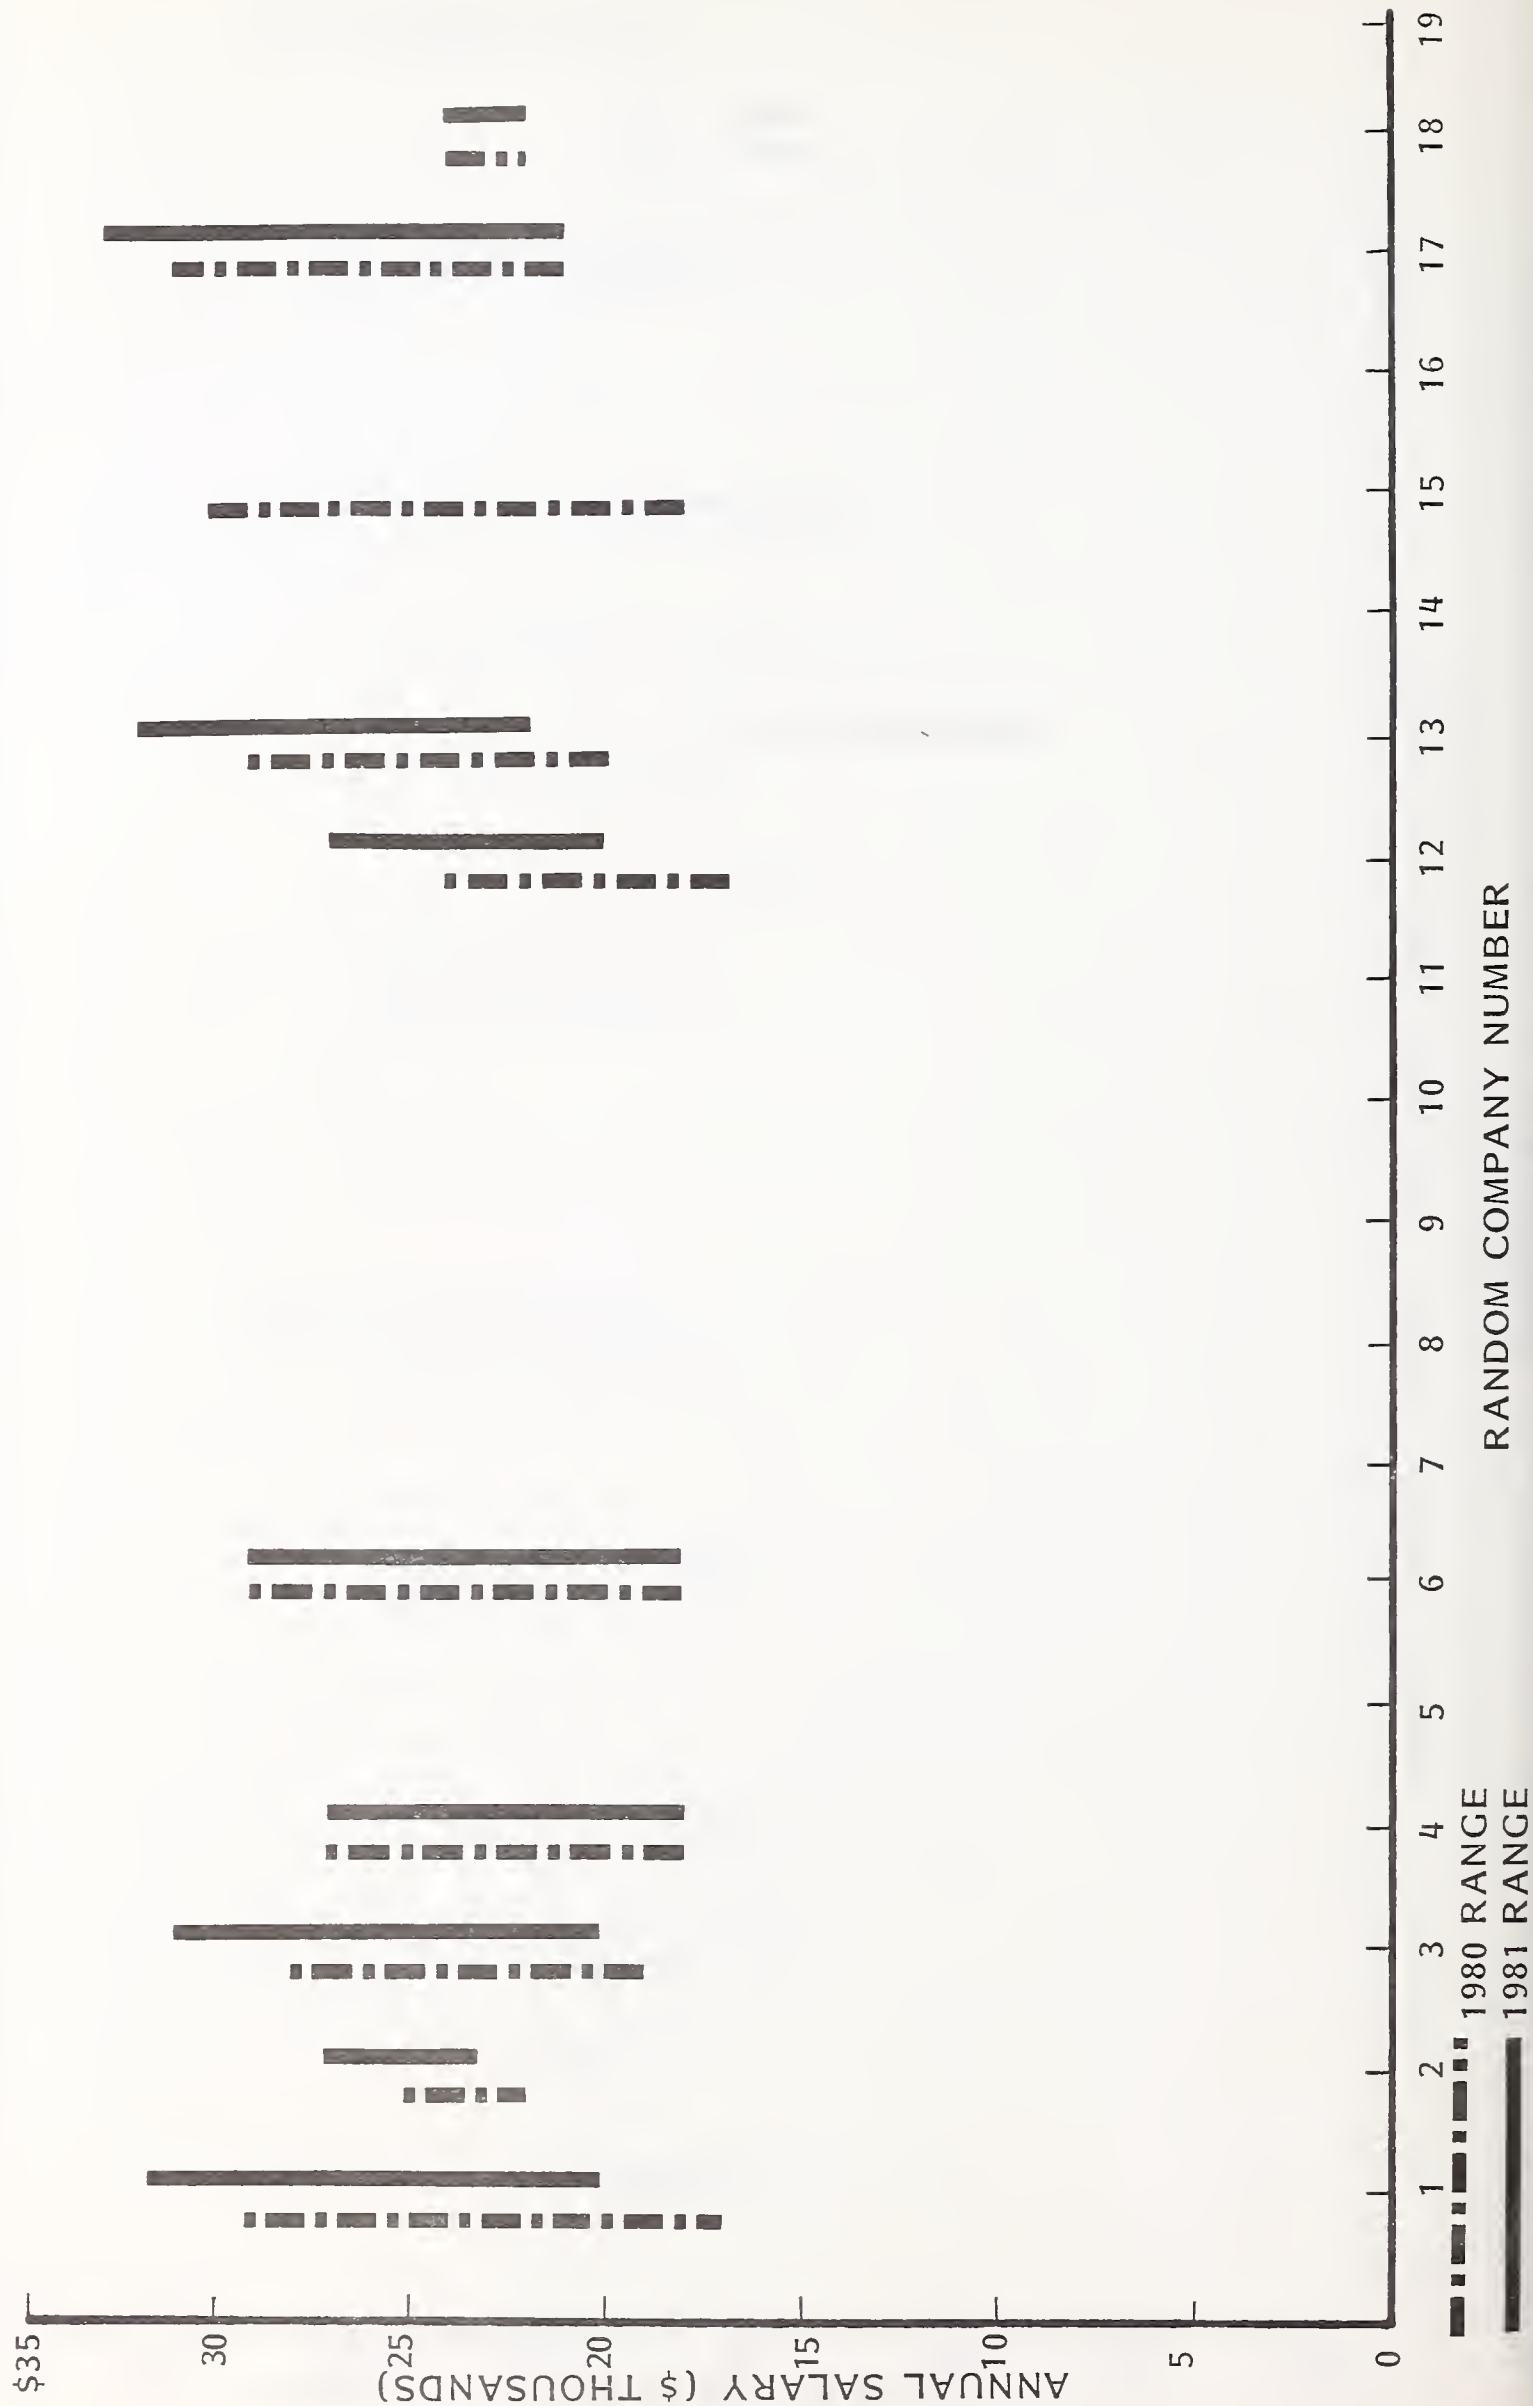 $35
30
25
20
15
10
5
0
ANNUAL SALARY ($ THOUSANDS)
1 2 3 4 5 6 7 8 9 10 11 12 13 14 15 16 17 18 19
RANDOM COMPANY NUMBER
1980 RANGE
1981 RANGE